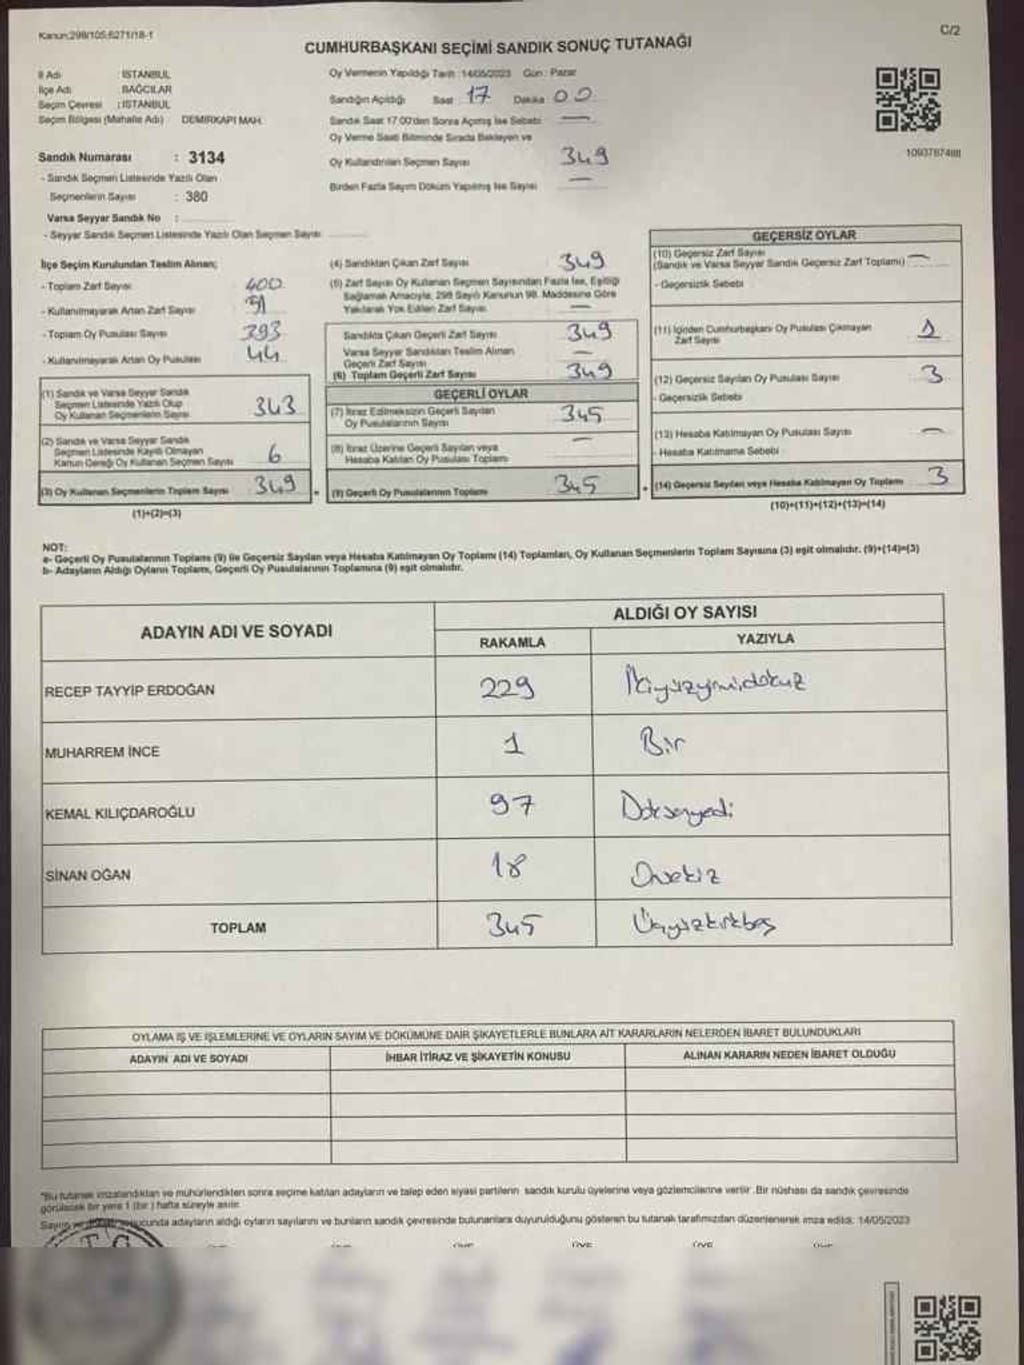 Kanun:298/105;6271/18-1
C/2
CUMHURBAŞKANI SEÇİMİ SANDIK SONUÇ TUTANAĞI
İl Adı : İSTANBUL
İlçe Adı : BAĞCILAR
Seçim Çevresi : İSTANBUL
Seçim Bölgesi (Mahalle Adı) DEMİRKAPI MAH.
Sandık Numarası : 3134
- Sandık Seçmen Listesinde Yazılı Olan
Seçmenlerin Sayısı : 380
Varsa Seyyar Sandık No :
- Seyyar Sandık Seçmen Listesinde Yazılı Olan Seçmen Sayısı
Oy Vermenin Yapıldığı Tarih : 14/05/2023 Gün : Pazar
Sandığın Açıldığı Saat : 17 Dakika 00
Sandık Saat 17:00'den Sonra Açılmış İse Sebebi —
Oy Verme Saati Bitiminde Sırada Bekleyen ve
Oy Kullandırılan Seçmen Sayısı 349
Birden Fazla Sayım Döküm Yapılmış İse Sayısı —
1093787488
İlçe Seçim Kurulundan Teslim Alınan;
- Toplam Zarf Sayısı 400
- Kullanılmayarak Artan Zarf Sayısı 51
- Toplam Oy Pusulası Sayısı 393
- Kullanılmayarak Artan Oy Pusulası 44
(1) Sandık ve Varsa Seyyar Sandık
Seçmen Listesinde Yazılı Olup
Oy Kullanan Seçmenlerin Sayısı 343
(2) Sandık ve Varsa Seyyar Sandık
Seçmen Listesinde Kayıtlı Olmayan
Kanun Gereği Oy Kullanan Seçmen Sayısı 6
(3) Oy Kullanan Seçmenlerin Toplam Sayısı 349
(1)+(2)=(3)
(4) Sandıktan Çıkan Zarf Sayısı 349
(5) Zarf Sayısı Oy Kullanan Seçmen Sayısından Fazla İse, Eşitliği
Sağlamak Amacıyla, 298 Sayılı Kanunun 98. Maddesine Göre
Yakılarak Yok Edilen Zarf Sayısı —
Sandıkta Çıkan Geçerli Zarf Sayısı 349
Varsa Seyyar Sandıktan Teslim Alınan
Geçerli Zarf Sayısı —
(6) Toplam Geçerli Zarf Sayısı 349
GEÇERLİ OYLAR
(7) İtiraz Edilmeksizin Geçerli Sayılan
Oy Pusulalarının Sayısı 345
(8) İtiraz Üzerine Geçerli Sayılan veya
Hesaba Katılan Oy Pusulası Toplamı —
(9) Geçerli Oy Pusulalarının Toplamı 345
GEÇERSİZ OYLAR
(10) Geçersiz Zarf Sayısı
(Sandık ve Varsa Seyyar Sandık Geçersiz Zarf Toplamı) —
- Geçersizlik Sebebi
(11) İçinden Cumhurbaşkanı Oy Pusulası Çıkmayan
Zarf Sayısı 1
(12) Geçersiz Sayılan Oy Pusulası Sayısı 3
- Geçersizlik Sebebi
(13) Hesaba Katılmayan Oy Pusulası Sayısı —
- Hesaba Katılmama Sebebi
(14) Geçersiz Sayılan veya Hesaba Katılmayan Oy Toplamı 3
(10)+(11)+(12)+(13)=(14)
NOT:
a- Geçerli Oy Pusulalarının Toplamı (9) ile Geçersiz Sayılan veya Hesaba Katılmayan Oy Toplamı (14) Toplamları, Oy Kullanan Seçmenlerin Toplam Sayısına (3) eşit olmalıdır. (9)+(14)=(3)
b- Adayların Aldığı Oyların Toplamı, Geçerli Oy Pusulalarının Toplamına (9) eşit olmalıdır.
ADAYIN ADI VE SOYADI
ALDIĞI OY SAYISI
RAKAMLA YAZIYLA
RECEP TAYYİP ERDOĞAN 229 İkiyüzyirmidokuz
MUHARREM İNCE 1 Bir
KEMAL KILIÇDAROĞLU 97 Doksanyedi
SİNAN OĞAN 18 Onsekiz
TOPLAM 345 Üçyüzkırkbeş
OYLAMA İŞ VE İŞLEMLERİNE VE OYLARIN SAYIM VE DÖKÜMÜNE DAİR ŞİKAYETLERLE BUNLARA AİT KARARLARIN NELERDEN İBARET BULUNDUKLARI
ADAYIN ADI VE SOYADI İHBAR İTİRAZ VE ŞİKAYETİN KONUSU ALINAN KARARIN NEDEN İBARET OLDUĞU
*Bu tutanak imzalandıktan ve mühürlendikten sonra seçime katılan adayların ve talep eden siyasi partilerin sandık kurulu üyelerine veya gözlemcilerine verilir. Bir nüshası da sandık çevresinde
görülecek bir yere 1 (bir) hafta süreyle asılır.
Sayım ve sonucunda adayların aldığı oyların sayılarını ve bunların sandık çevresinde bulunanlara duyurulduğunu gösteren bu tutanak tarafımızdan düzenlenerek imza edildi. 14/05/2023
T.C.
ÜYE ÜYE ÜYE ÜYE ÜYE ÜYE